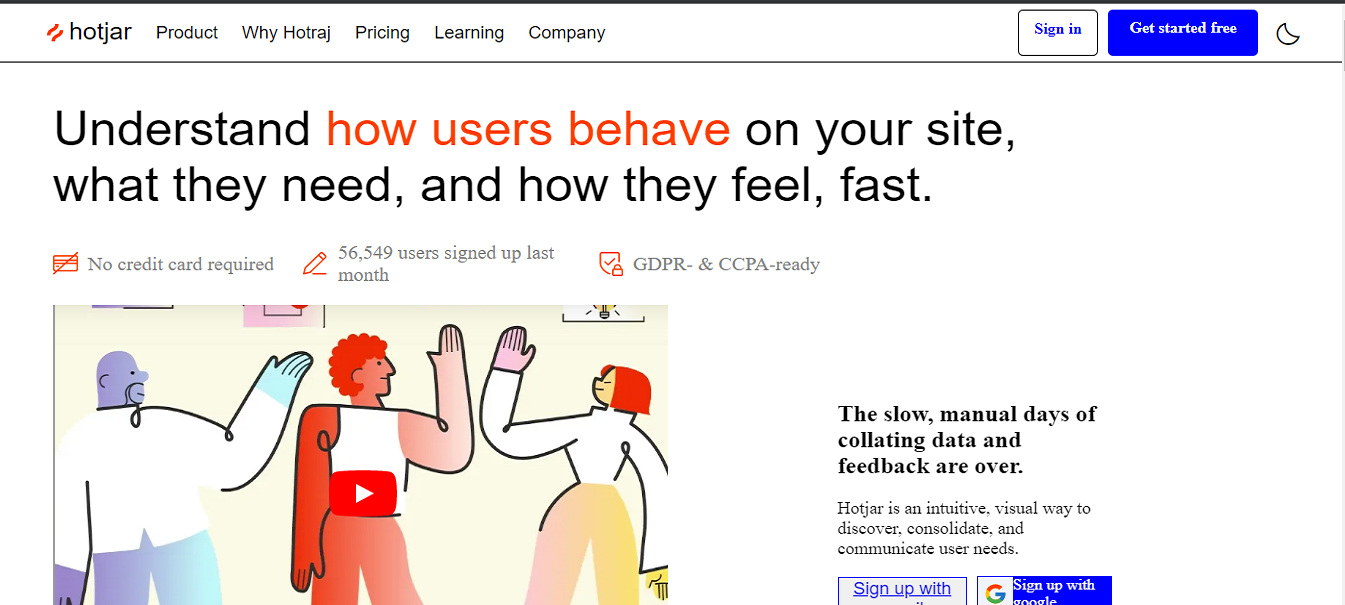 hotjar Product Why Hotraj Pricing Learning Company Sign in Get started free
Understand how users behave on your site,
what they need, and how they feel, fast.
No credit card required
56,549 users signed up last
month
GDPR- & CCPA-ready
The slow, manual days of
collating data and
feedback are over.
Hotjar is an intuitive, visual way to
discover, consolidate, and
communicate user needs.
Sign up with
Sign up with
google